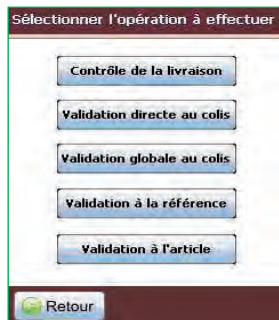 Sélectionner l'opération à effectuer
Contrôle de la livraison
Validation directe au colis
Validation globale au colis
Validation à la référence
Validation à l'article
Retour